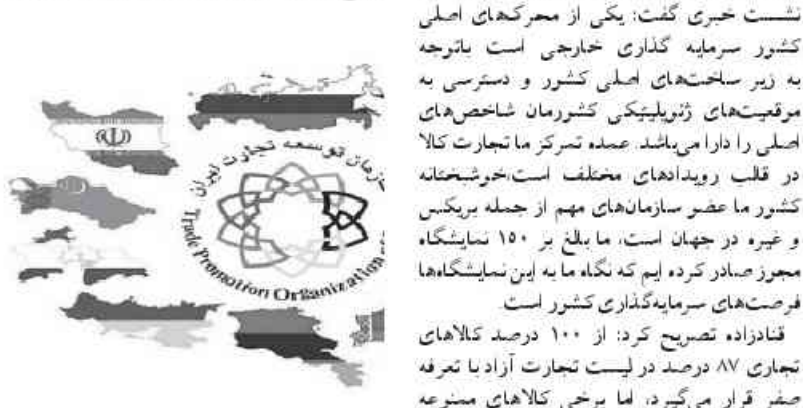 نشست خبری گفت: یکی از محرک‌های اصلی
کشور سرمایه گذاری خارجی است باتوجه
به زیر ساخت‌های اصلی کشور و دسترسی به
مرقعیت‌های ژئوپلیتیکی کشورمان شاخص‌های
اصلی را دارا می‌باشد. عمده تمرکز ما تجارت کالا
در قالب رویدادهای مختلف است،خوشبختانه
کشور ما عضو سازمان‌های مهم از جمله بریکس
و غیره در جهان است، ما بالغ بر ۱۵۰ نمایشگاه
مجوز صادر کرده ایم که نگاه ما به این نمایشگاه‌ها
فرصت‌های سرمایه‌گذاری کشور است.
قنادزاده تصریح کرد: از ۱۰۰ درصد کالاهای
تجاری ۸۷ درصد در لیست تجارت آزاد با تعرفه
صفر قرار می‌گیرد، اما برخی کالاهای ممنوعه
توسعه تجارت ایران
Trade Promotion Organization